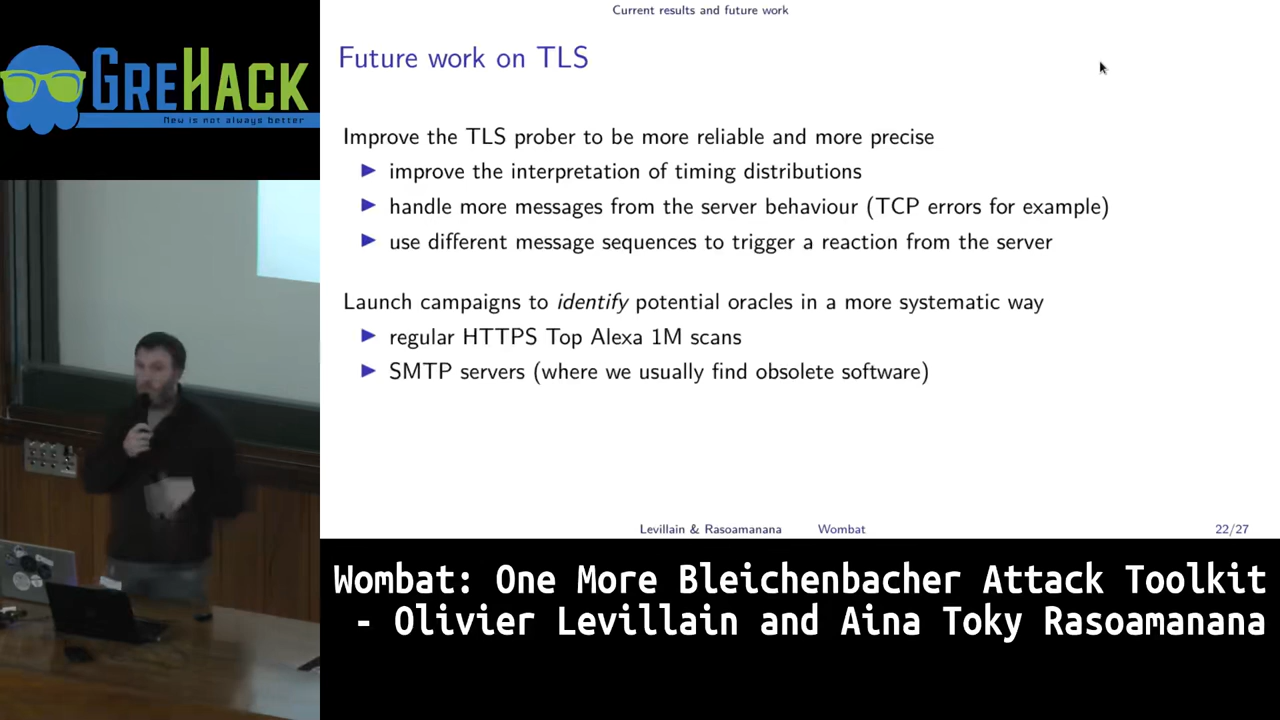 GREHACK
New is not always better
Current results and future work
Future work on TLS
Improve the TLS prober to be more reliable and more precise
▶ improve the interpretation of timing distributions
▶ handle more messages from the server behaviour (TCP errors for example)
▶ use different message sequences to trigger a reaction from the server
Launch campaigns to identify potential oracles in a more systematic way
▶ regular HTTPS Top Alexa 1M scans
▶ SMTP servers (where we usually find obsolete software)
Levillain & Rasoamanana Wombat 22/27
Wombat: One More Bleichenbacher Attack Toolkit
- Olivier Levillain and Aina Toky Rasoamanana